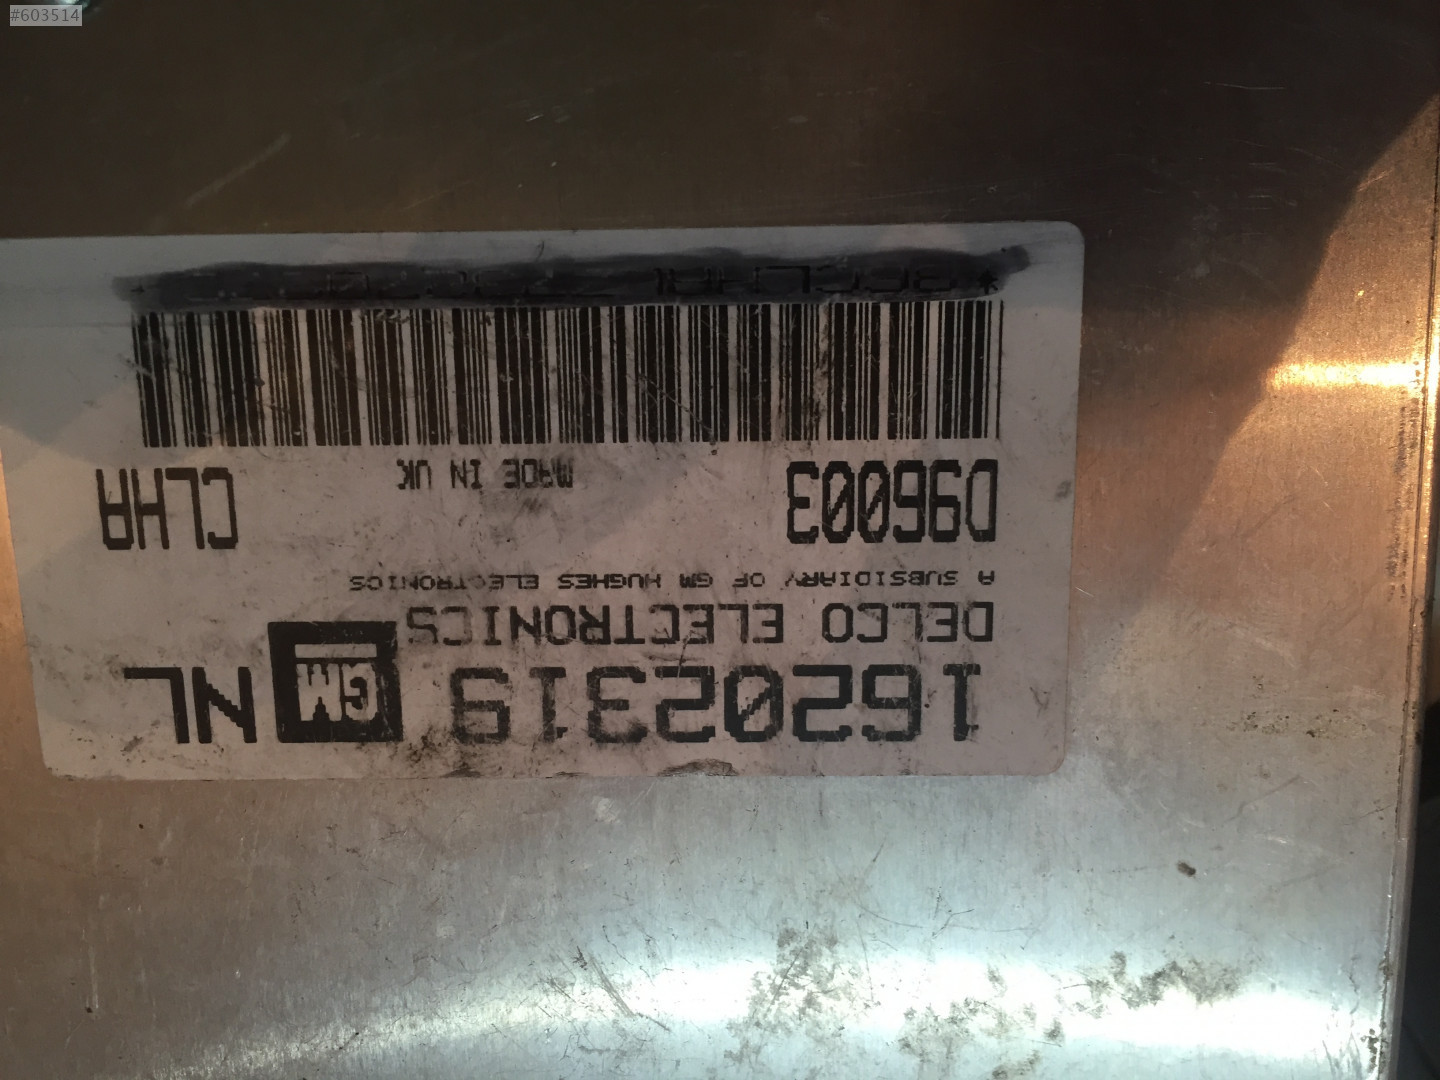 #603514
16202319 GM NL
DELCO ELECTRONICS
A SUBSIDIARY OF GM HUGHES ELECTRONICS
D96003 MADE IN UK CLHA